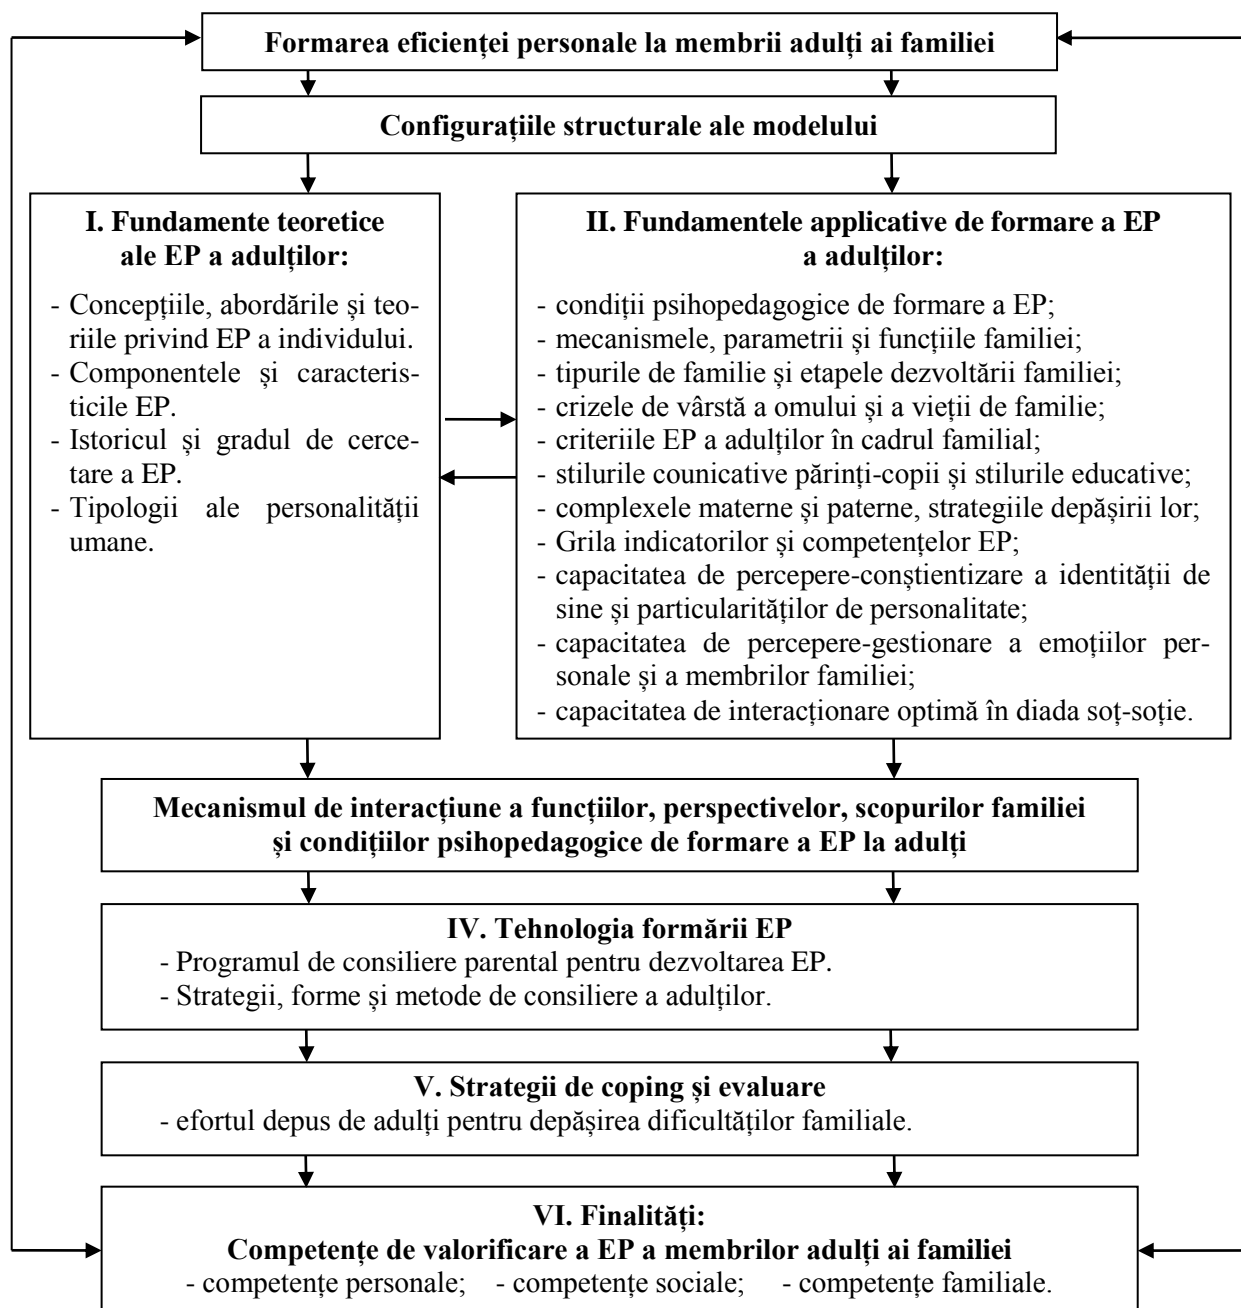 Formarea eficienței personale la membrii adulți ai familiei
Configurațiile structurale ale modelului
I. Fundamente teoretice
ale EP a adulților:
- Concepțiile, abordările și teo-
riile privind EP a individului.
- Componentele și caracteris-
ticile EP.
- Istoricul și gradul de cerce-
tare a EP.
- Tipologii ale personalității
umane.
II. Fundamentele applicative de formare a EP
a adulților:
- condiții psihopedagogice de formare a EP;
- mecanismele, parametrii și funcțiile familiei;
- tipurile de familie și etapele dezvoltării familiei;
- crizele de vârstă a omului și a vieții de familie;
- criteriile EP a adulților în cadrul familial;
- stilurile counicative părinți-copii și stilurile educative;
- complexele materne și paterne, strategiile depășirii lor;
- Grila indicatorilor și competențelor EP;
- capacitatea de percepere-conștientizare a identității de
sine și particularităților de personalitate;
- capacitatea de percepere-gestionare a emoțiilor per-
sonale și a membrilor familiei;
- capacitatea de interacționare optimă în diada soț-soție.
Mecanismul de interacțiune a funcțiilor, perspectivelor, scopurilor familiei
și condițiilor psihopedagogice de formare a EP la adulți
IV. Tehnologia formării EP
- Programul de consiliere parental pentru dezvoltarea EP.
- Strategii, forme și metode de consiliere a adulților.
V. Strategii de coping și evaluare
- efortul depus de adulți pentru depășirea dificultăților familiale.
VI. Finalități:
Competențe de valorificare a EP a membrilor adulți ai familiei
- competențe personale; - competențe sociale; - competențe familiale.